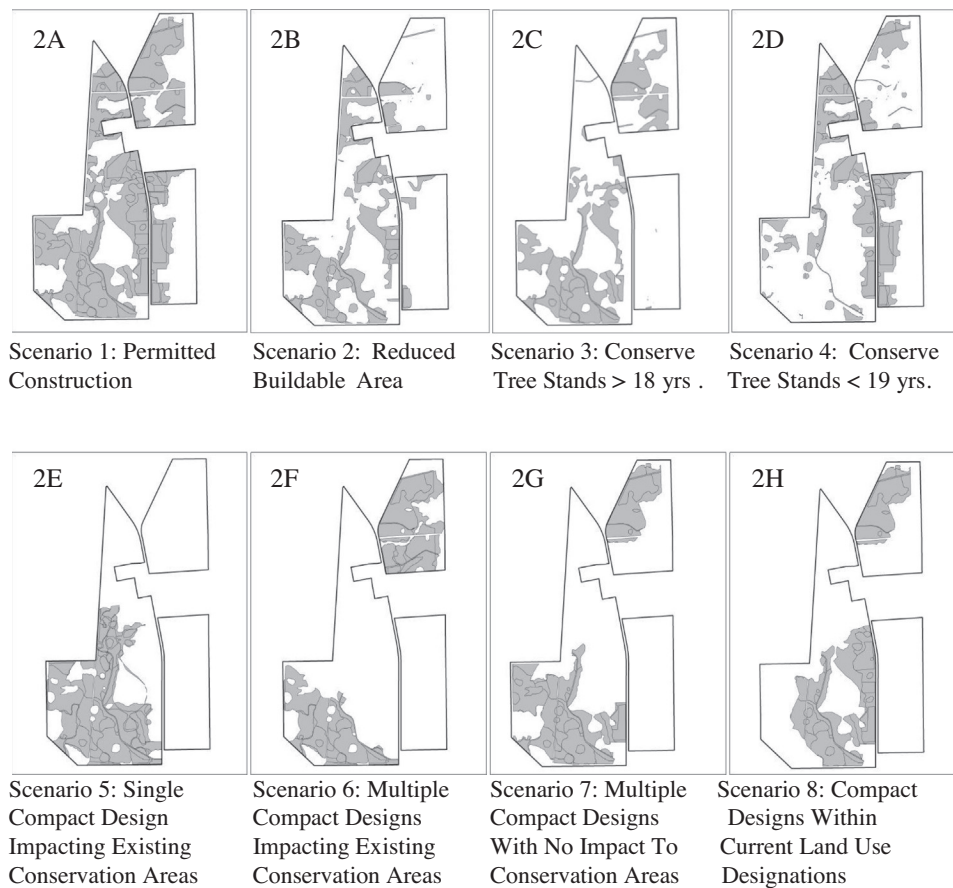 2A
2B
2C
2D
Scenario 1: Permitted
Construction
Scenario 2: Reduced
Buildable Area
Scenario 3: Conserve
Tree Stands > 18 yrs .
Scenario 4: Conserve
Tree Stands < 19 yrs.
2E
2F
2G
2H
Scenario 5: Single
Compact Design
Impacting Existing
Conservation Areas
Scenario 6: Multiple
Compact Designs
Impacting Existing
Conservation Areas
Scenario 7: Multiple
Compact Designs
With No Impact To
Conservation Areas
Scenario 8: Compact
Designs Within
Current Land Use
Designations